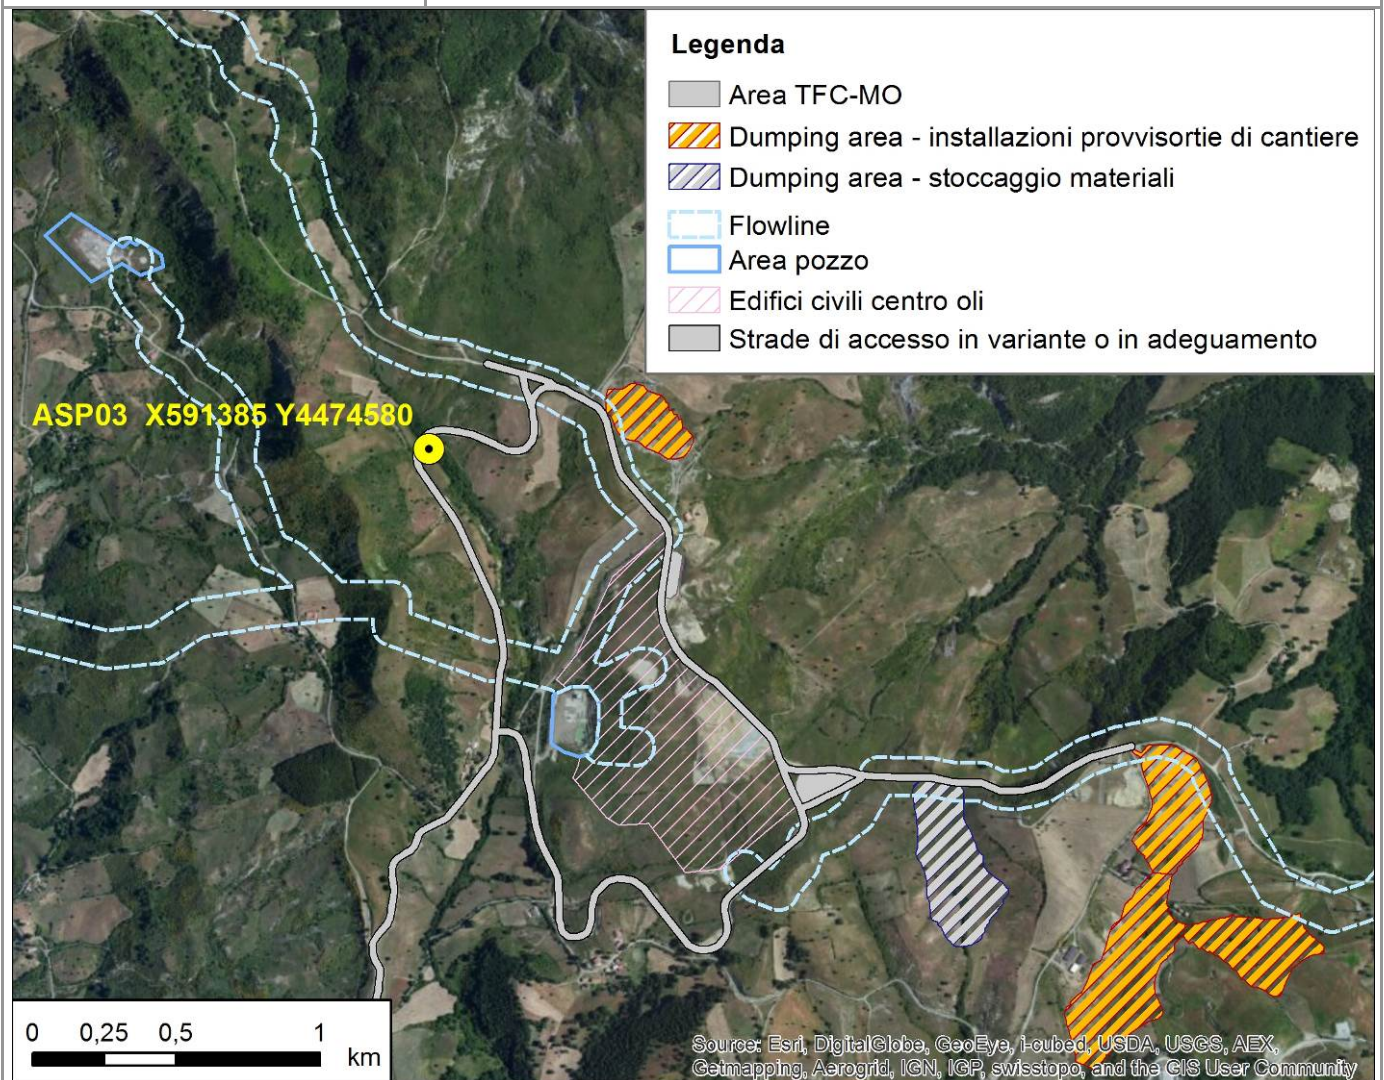 Legenda
Area TFC-MO
Dumping area - installazioni provvisortie di cantiere
Dumping area - stoccaggio materiali
Flowline
Area pozzo
Edifici civili centro oli
Strade di accesso in variante o in adeguamento
ASP03 X591385 Y4474580
0 0,25 0,5 1
km
Source: Esri, DigitalGlobe, GeoEye, i-cubed, USDA, USGS, AEX,
Getmapping, Aerogrid, IGN, IGP, swisstopo, and the GIS User Community